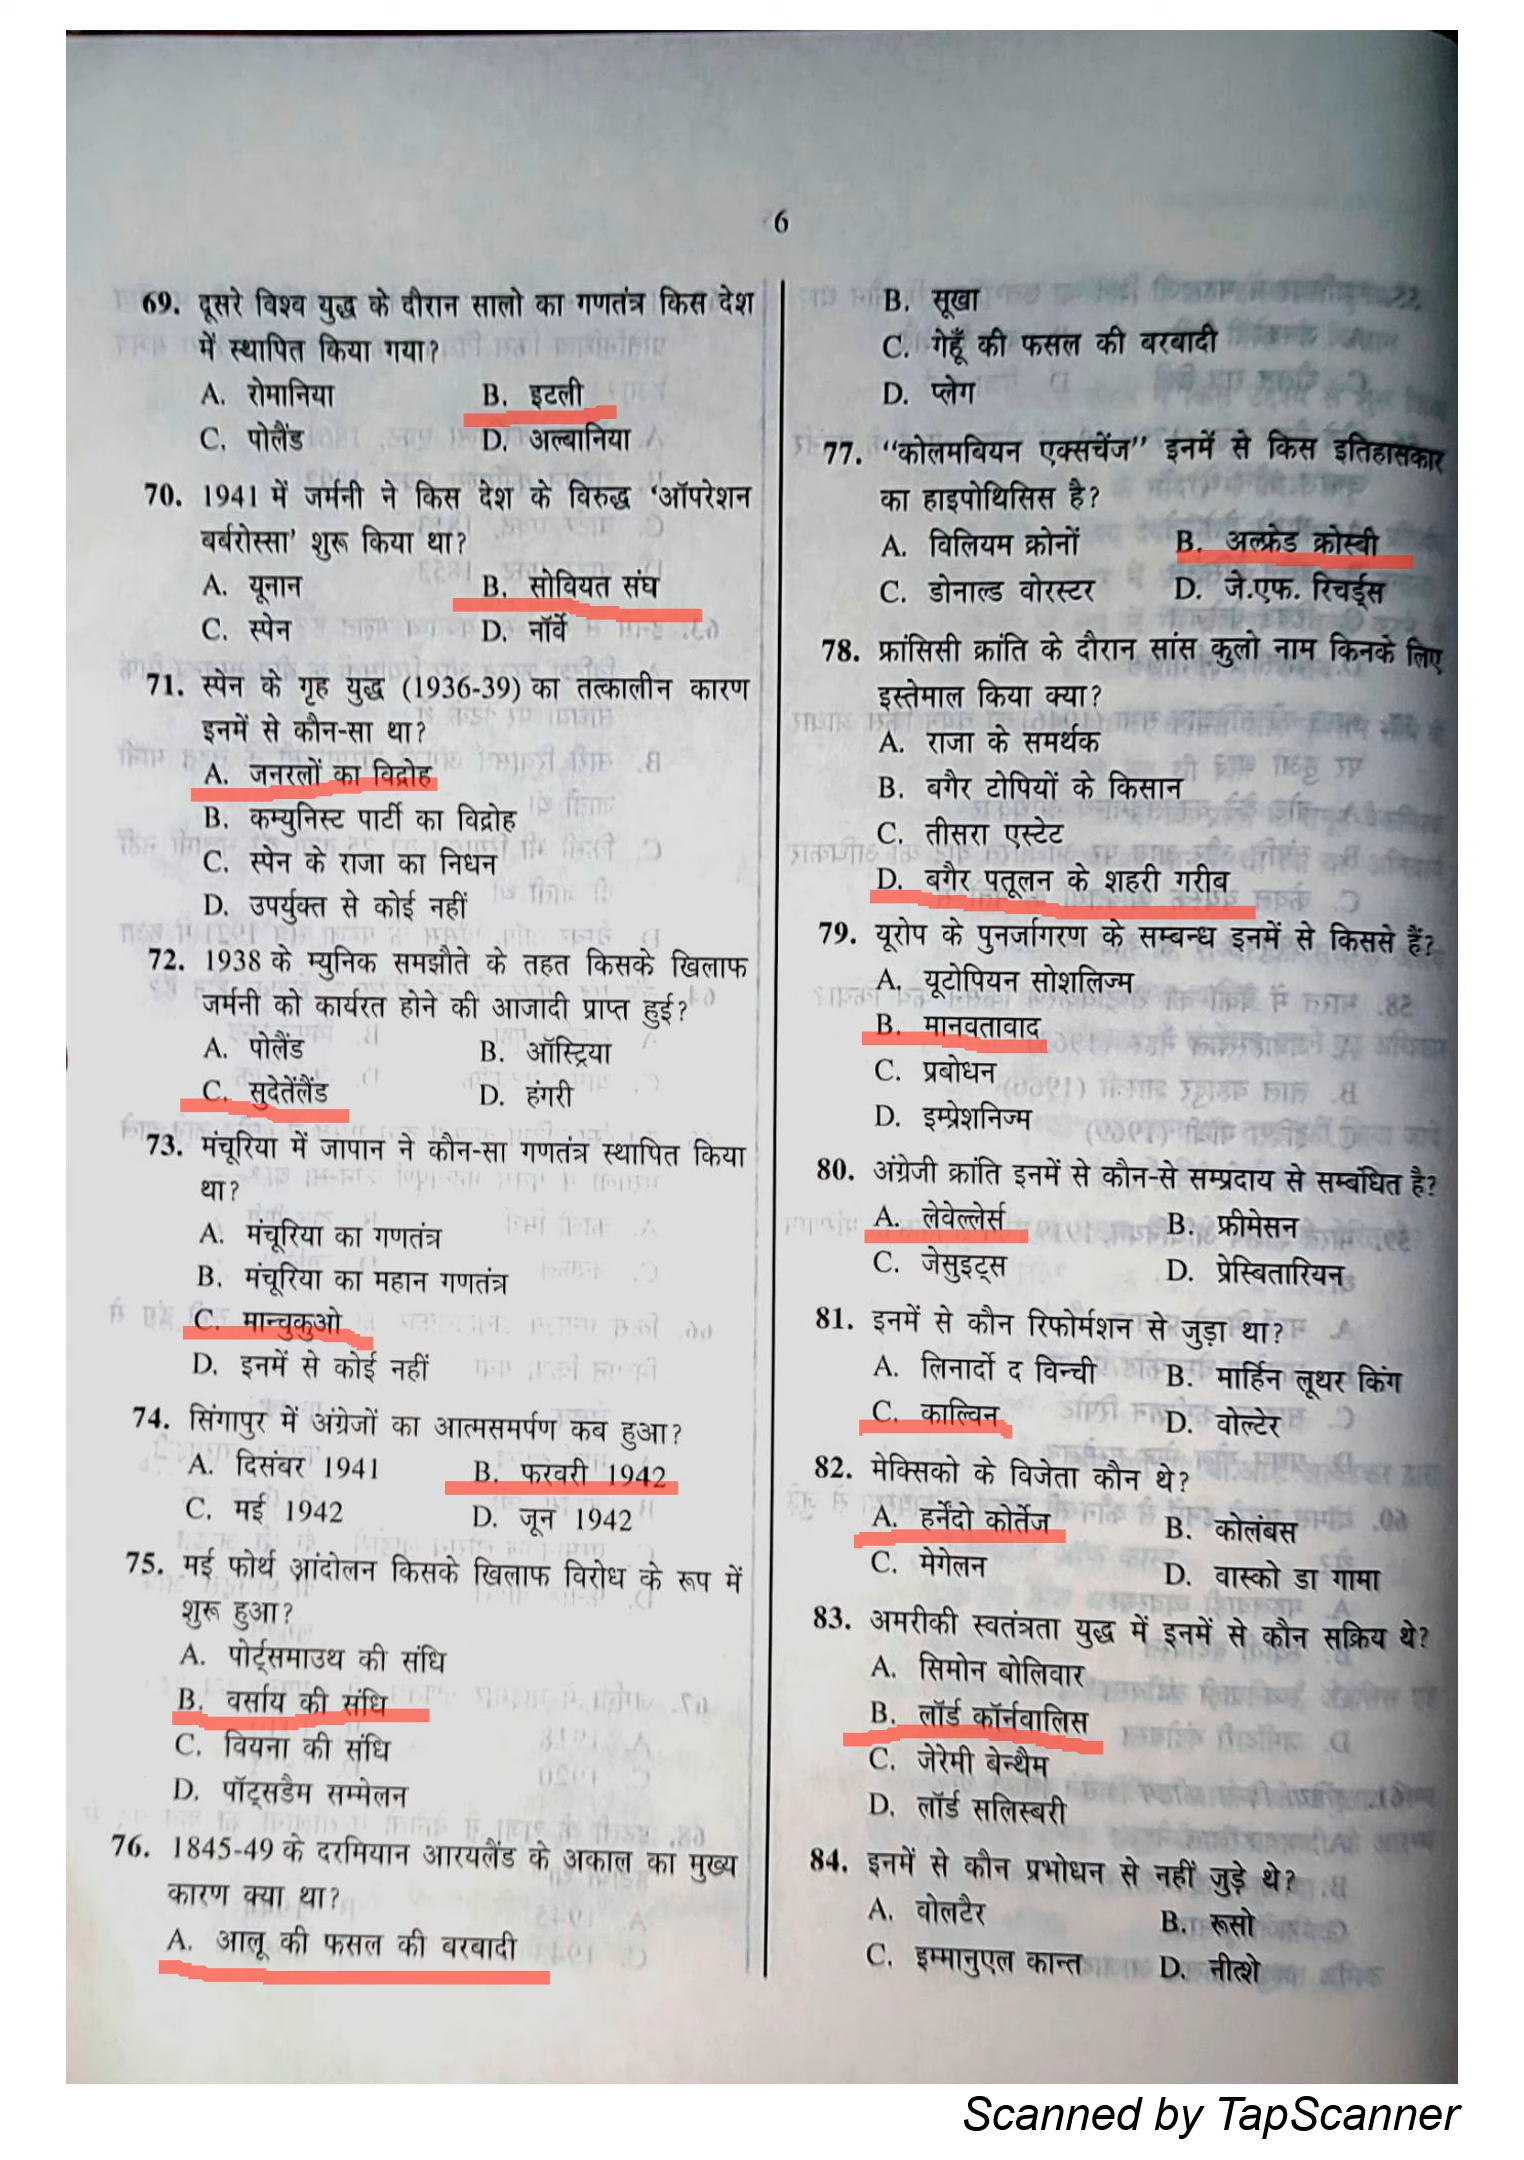 6
69. दूसरे विश्व युद्ध के दौरान सालो का गणतंत्र किस देश
में स्थापित किया गया?
A. रोमानिया B. इटली
C. पोलैंड D. अल्बानिया
70. 1941 में जर्मनी ने किस देश के विरुद्ध ‘ऑपरेशन
बर्बरोस्सा’ शुरू किया था?
A. यूनान B. सोवियत संघ
C. स्पेन D. नॉर्वे
71. स्पेन के गृह युद्ध (1936-39) का तत्कालीन कारण
इनमें से कौन-सा था?
A. जनरलों का विद्रोह
B. कम्युनिस्ट पार्टी का विद्रोह
C. स्पेन के राजा का निधन
D. उपर्युक्त से कोई नहीं
72. 1938 के म्युनिक समझौते के तहत किसके खिलाफ
जर्मनी को कार्यरत होने की आजादी प्राप्त हुई?
A. पोलैंड B. ऑस्ट्रिया
C. सुदेतेंलैंड D. हंगरी
73. मंचूरिया में जापान ने कौन-सा गणतंत्र स्थापित किया
था?
A. मंचूरिया का गणतंत्र
B. मंचूरिया का महान गणतंत्र
C. मान्चुकुओ
D. इनमें से कोई नहीं
74. सिंगापुर में अंग्रेजों का आत्मसमर्पण कब हुआ?
A. दिसंबर 1941 B. फरवरी 1942
C. मई 1942 D. जून 1942
75. मई फोर्थ आंदोलन किसके खिलाफ विरोध के रूप में
शुरू हुआ?
A. पोर्ट्समाउथ की संधि
B. वर्साय की संधि
C. वियना की संधि
D. पॉट्सडैम सम्मेलन
76. 1845-49 के दरमियान आरयलैंड के अकाल का मुख्य
कारण क्या था?
A. आलू की फसल की बरबादी
B. सूखा
C. गेहूँ की फसल की बरबादी
D. प्लेग
77. “कोलमबियन एक्सचेंज” इनमें से किस इतिहासकार
का हाइपोथिसिस है?
A. विलियम क्रोनों B. अल्फ्रेड क्रोस्बी
C. डोनाल्ड वोरस्टर D. जे.एफ. रिचर्ड्स
78. फ्रांसिसी क्रांति के दौरान सांस कुलो नाम किनके लिए
इस्तेमाल किया क्या?
A. राजा के समर्थक
B. बगैर टोपियों के किसान
C. तीसरा एस्टेट
D. बगैर पतूलन के शहरी गरीब
79. यूरोप के पुनर्जागरण के सम्बन्ध इनमें से किससे हैं?
A. यूटोपियन सोशलिज्म
B. मानवतावाद
C. प्रबोधन
D. इम्प्रेशनिज्म
80. अंग्रेजी क्रांति इनमें से कौन-से सम्प्रदाय से सम्बंधित है?
A. लेवेल्लेर्स B. फ्रीमेसन
C. जेसुइट्स D. प्रेस्बितारियन
81. इनमें से कौन रिफोर्मशन से जुड़ा था?
A. लिनार्दो द विन्ची B. मार्हिन लूथर किंग
C. काल्विन D. वोल्टेर
82. मेक्सिको के विजेता कौन थे?
A. हर्नेंदो कोर्तेज B. कोलंबस
C. मेगेलन D. वास्को डा गामा
83. अमरीकी स्वतंत्रता युद्ध में इनमें से कौन सक्रिय थे?
A. सिमोन बोलिवार
B. लॉर्ड कॉर्नवालिस
C. जेरेमी बेन्थैम
D. लॉर्ड सलिस्बरी
84. इनमें से कौन प्रभोधन से नहीं जुड़े थे?
A. वोलटैर B. रूसो
C. इम्मानुएल कान्त D. नीत्शे
Scanned by TapScanner